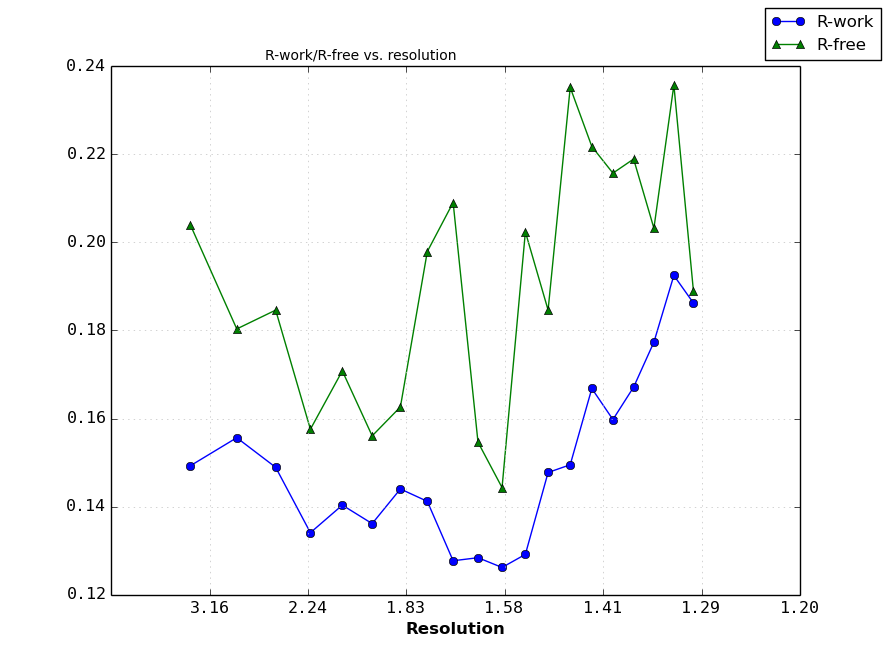 R-work
R-free
R-work/R-free vs. resolution
0.24
0.22
0.20
0.18
0.16
0.14
0.12
3.16 2.24 1.83 1.58 1.41 1.29 1.20
Resolution